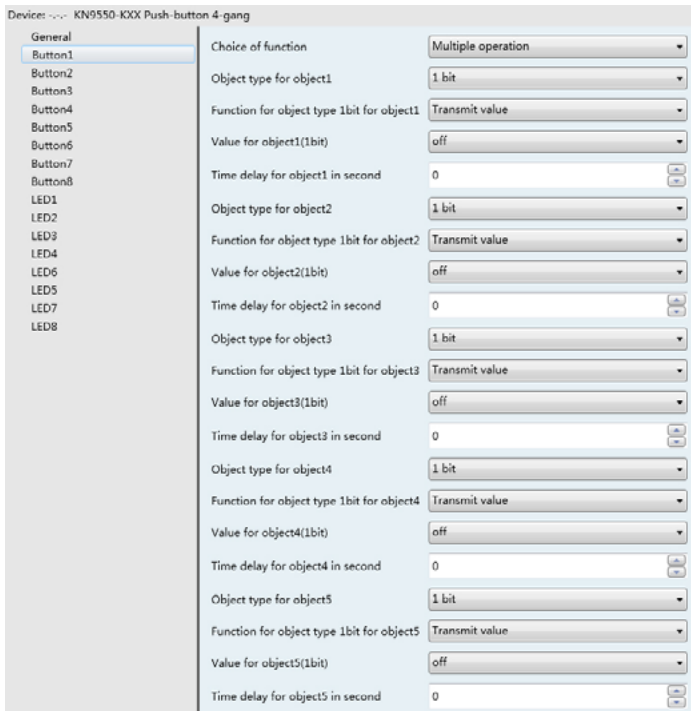 Device: -.-.- KN9550-KXX Push-button 4-gang
General
Button1
Button2
Button3
Button4
Button5
Button6
Button7
Button8
LED1
LED2
LED3
LED4
LED6
LED5
LED7
LED8
Choice of function Multiple operation
Object type for object1 1 bit
Function for object type 1bit for object1 Transmit value
Value for object1(1bit) off
Time delay for object1 in second 0
Object type for object2 1 bit
Function for object type 1bit for object2 Transmit value
Value for object2(1bit) off
Time delay for object2 in second 0
Object type for object3 1 bit
Function for object type 1bit for object3 Transmit value
Value for object3(1bit) off
Time delay for object3 in second 0
Object type for object4 1 bit
Function for object type 1bit for object4 Transmit value
Value for object4(1bit) off
Time delay for object4 in second 0
Object type for object5 1 bit
Function for object type 1bit for object5 Transmit value
Value for object5(1bit) off
Time delay for object5 in second 0